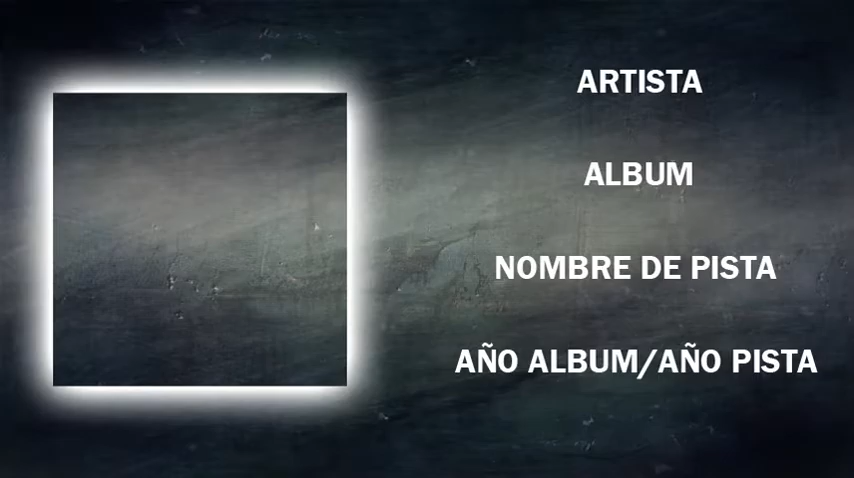 ARTISTA
ALBUM
NOMBRE DE PISTA
AÑO ALBUM/AÑO PISTA